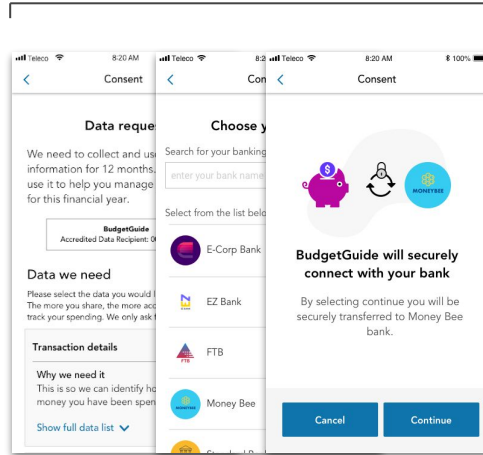 Teleco
8:20 AM
Consent
Data reque
We need to collect and us
information for 12 months.
use it to help you manage
for this financial year.
BudgetGuide
Accredited Data Recipient: 0
Data we need
Please select the data you would
The more you share, the more acc
track your spending. We only ask
Transaction details
Why we need it
This is so we can identify ho
money you have been spen
Show full data list
Teleco
8:2
Con
Choose y
Search for your banking
enter your bank name
Select from the list belo
E-Corp Bank
EZ Bank
FTB
FTB
MONEYBEE
Money Bee
Teleco
8:20 AM
100%
Consent
$
MONEYBEE
BudgetGuide will securely
connect with your bank
By selecting continue you will be
securely transferred to Money Bee
bank.
Cancel
Continue